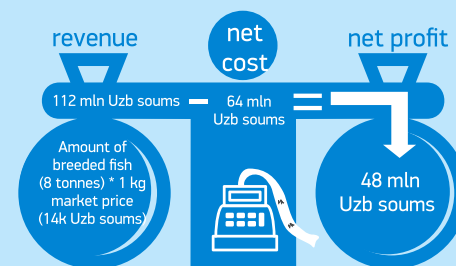 revenue
net
cost
net profit
112 mln Uzb soums – 64 mln =
Uzb soums
Amount of
breeded fish
(8 tonnes) * 1 kg
market price
(14k Uzb soums)
48 mln
Uzb soums